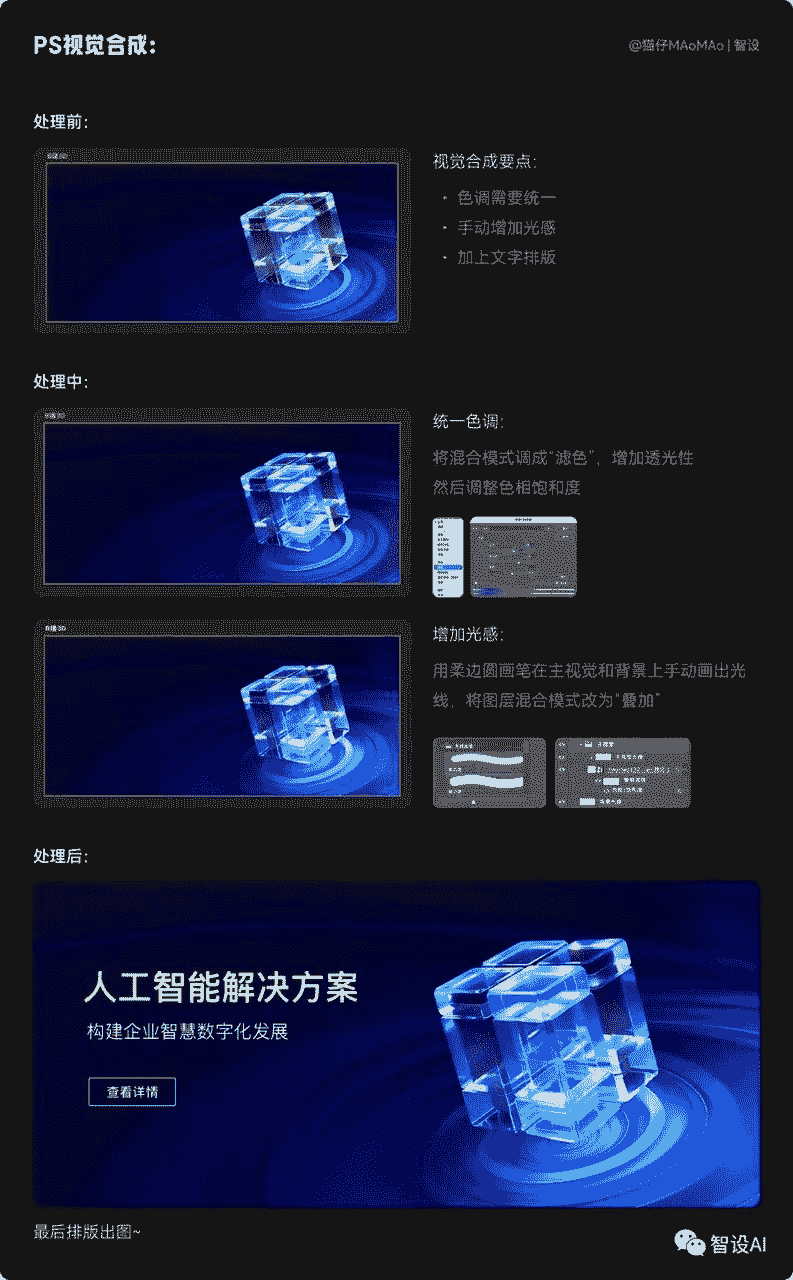 PS视觉合成:
@猫仔MAoMAo | 智设
处理前:
视觉合成要点:
· 色调需要统一
· 手动增加光感
· 加上文字排版
处理中:
统一色调:
将混合模式调成“滤色”，增加透光性
然后调整色相饱和度
增加光感:
用柔边圆画笔在主视觉和背景上手动画出光
线，将图层混合模式改为“叠加”
处理后:
人工智能解决方案
构建企业智慧数字化发展
查看详情
最后排版出图~
智设AI